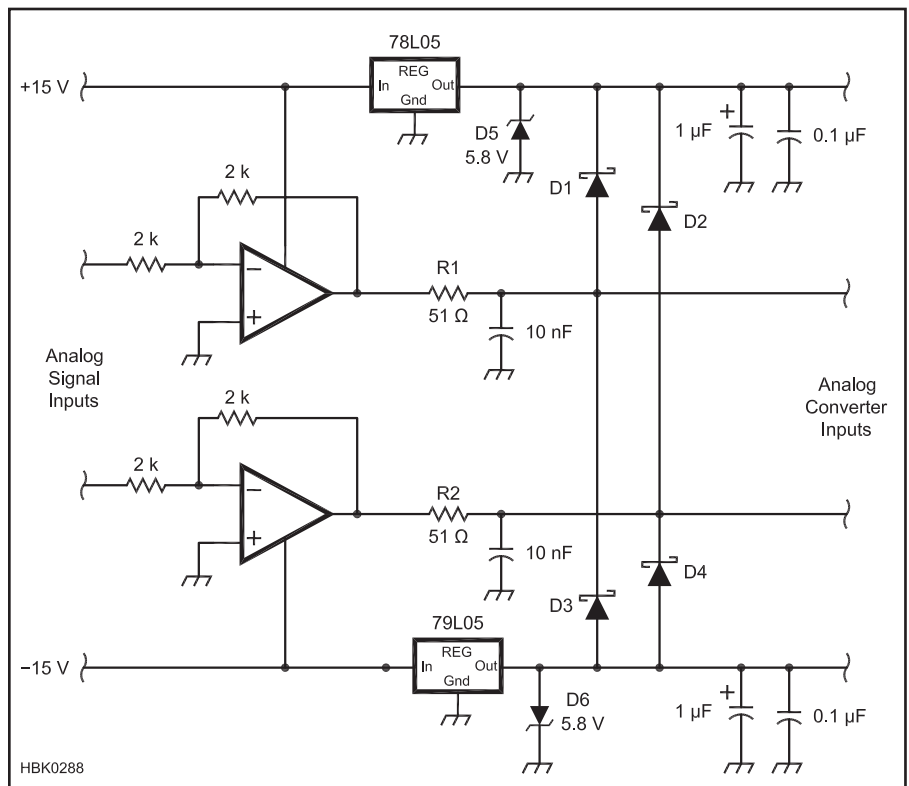 78L05
+15 V
REG
In Out
Gnd
D5
5.8 V
+
1 µF
0.1 µF
2 k
D1
D2
2 k
−
+
R1
51 Ω
10 nF
Analog
Signal
Inputs
Analog
Converter
Inputs
2 k
2 k
−
+
R2
51 Ω
10 nF
D4
D3
79L05
−15 V
REG
In Out
Gnd
D6
5.8 V
+
1 µF
0.1 µF
HBK0288